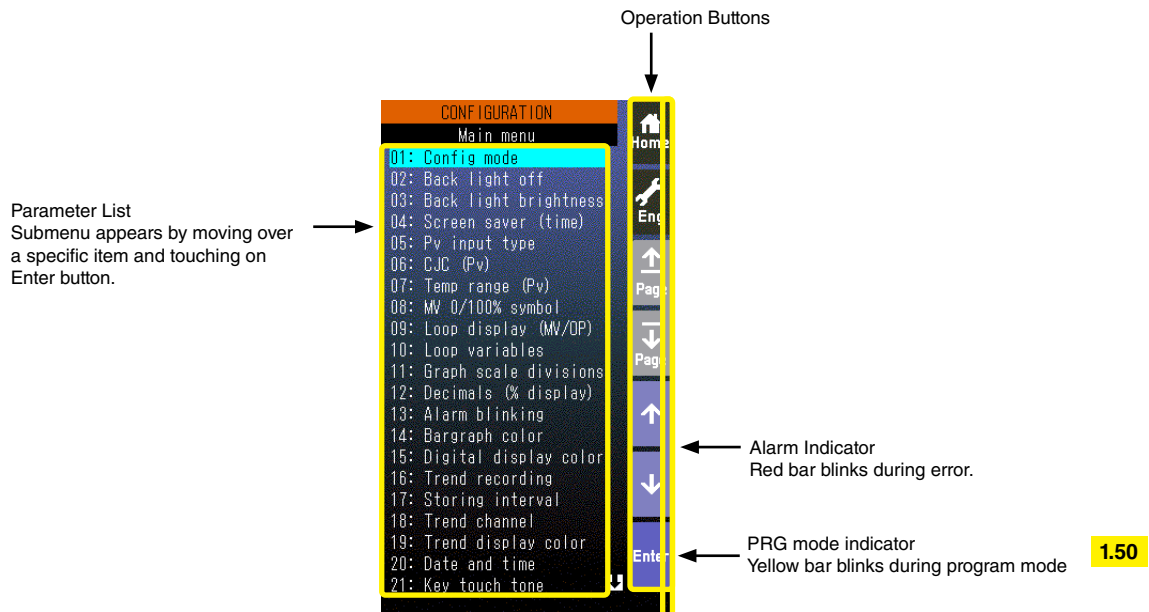 Operation Buttons
CONFIGURATION
Main menu
01: Config mode
02: Back light off
03: Back light brightness
04: Screen saver (time)
05: Pv input type
06: CJC (Pv)
07: Temp range (Pv)
08: MV 0/100% symbol
09: Loop display (MV/OP)
10: Loop variables
11: Graph scale divisions
12: Decimals (% display)
13: Alarm blinking
14: Bargraph color
15: Digital display color
16: Trend recording
17: Storing interval
18: Trend channel
19: Trend display color
20: Date and time
21: Key touch tone
Home
Eng
Page
Page
Enter
Parameter List
Submenu appears by moving over
a specific item and touching on
Enter button.
Alarm Indicator
Red bar blinks during error.
PRG mode indicator
Yellow bar blinks during program mode
1.50